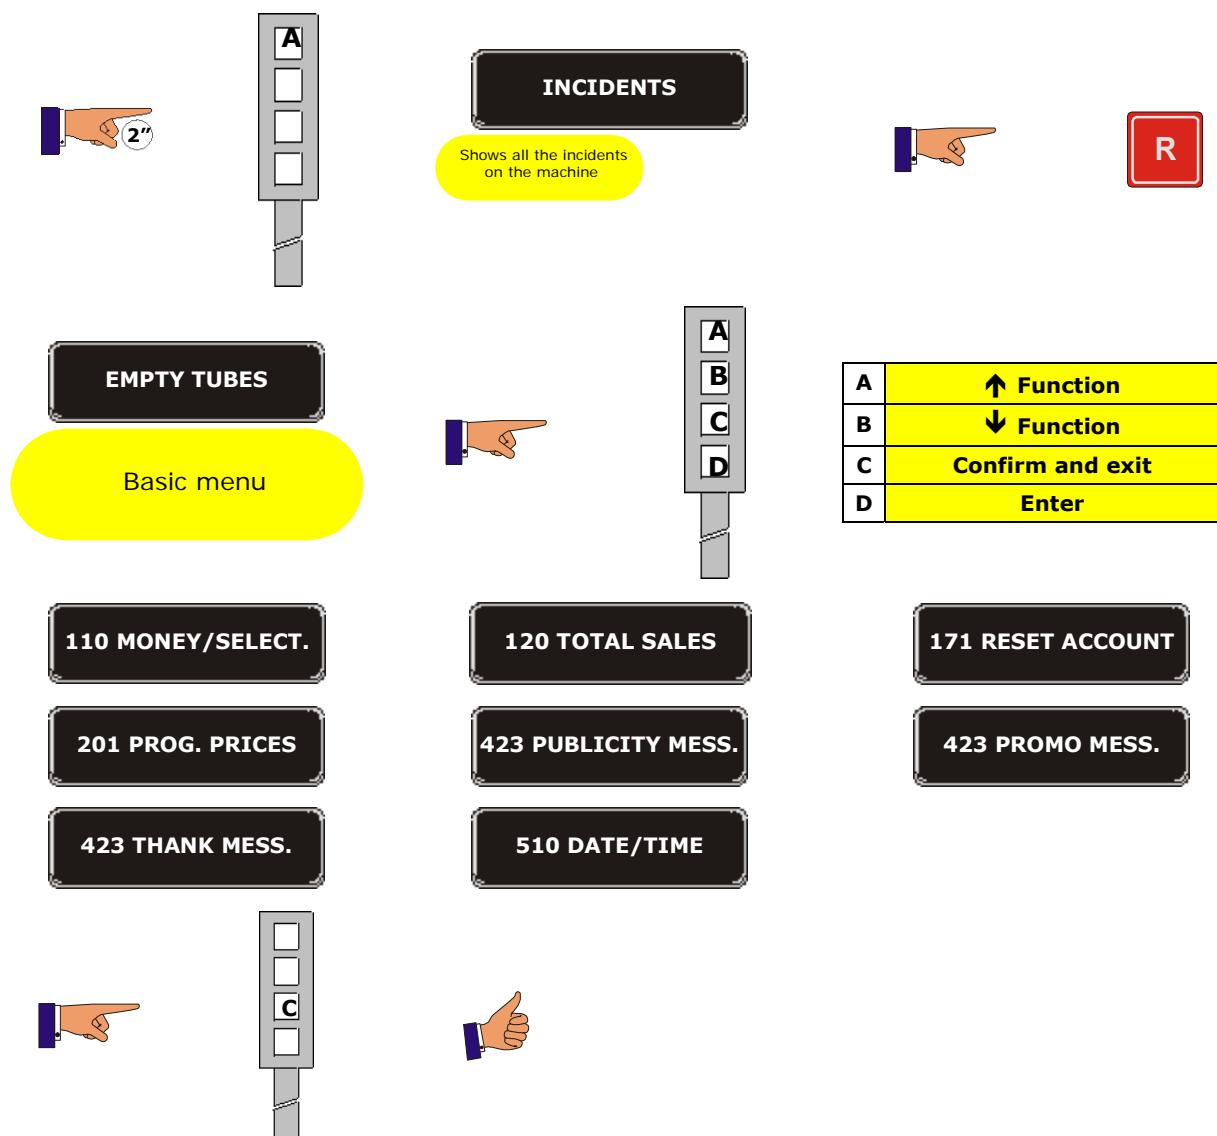 A
2”
INCIDENTS
Shows all the incidents
on the machine
R
EMPTY TUBES
Basic menu
A
B
C
D
A ↑ Function
B ↓ Function
C Confirm and exit
D Enter
110 MONEY/SELECT.
120 TOTAL SALES
171 RESET ACCOUNT
201 PROG. PRICES
423 PUBLICITY MESS.
423 PROMO MESS.
423 THANK MESS.
510 DATE/TIME
C